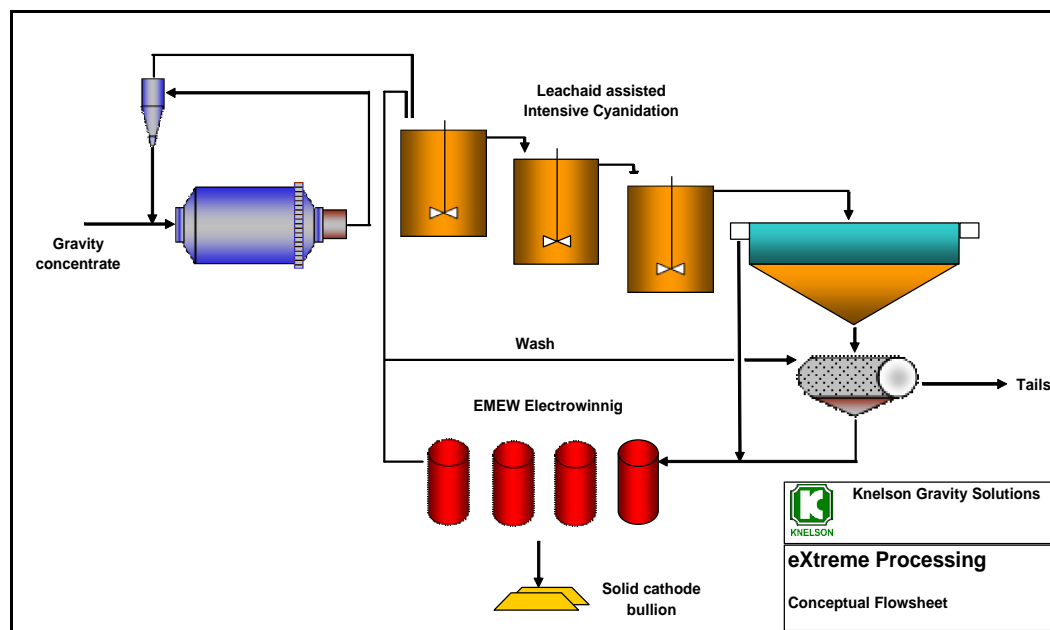 Leachaid assisted
Intensive Cyanidation
Gravity
concentrate
Wash
Tails
EMEW Electrowinnig
Solid cathode
bullion
K
KNELSON
Knelson Gravity Solutions
eXtreme Processing
Conceptual Flowsheet